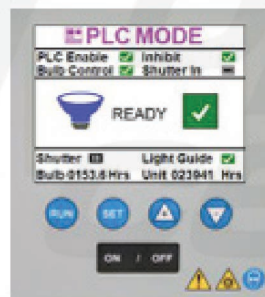 PLC MODE
PLC Enable Inhibit
Bulb Control Shutter In
READY
Shutter Light Guide
Bulb 0153.6 Hrs Unit 023941 Hrs
RUN SET
ON / OFF